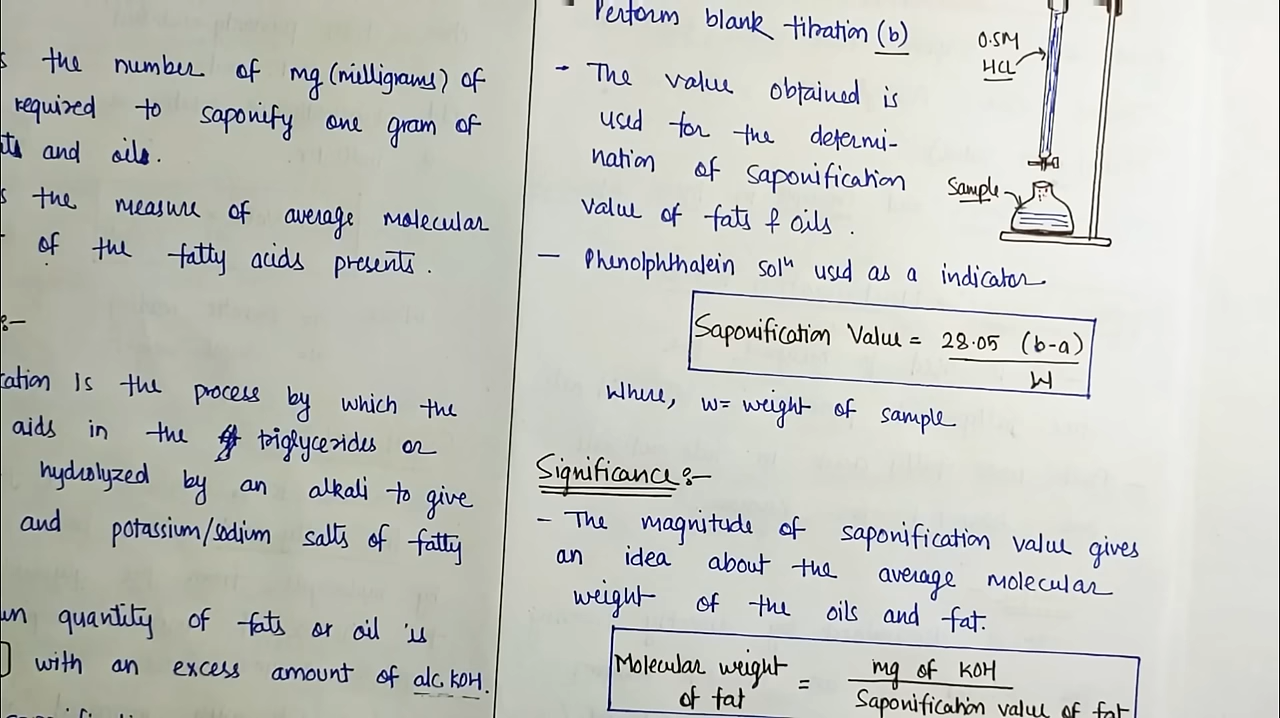 the number of mg (milligrams) of
required to saponify one gram of
and oils.
the measure of average molecular
of the fatty acids presents.
:-
is the process by which the
aids in the triglycerides or
hydrolyzed by an alkali to give
and potassium/sodium salts of fatty
quantity of fats or oil is
with an excess amount of alc KOH.
Perform blank titration (b)
- The value obtained is
used for the determi-
nation of saponification
value of fats & oils.
- Phenolphthalein solⁿ used as a indicator
Saponification Value = 28.05 (b-a)
W
Where, w = weight of sample
Significance :-
- The magnitude of saponification value gives
an idea about the average molecular
weight of the oils and fat.
Molecular weight
of fat
=
mg of KOH
Saponification value of fat
0.5M
HCL
Sample